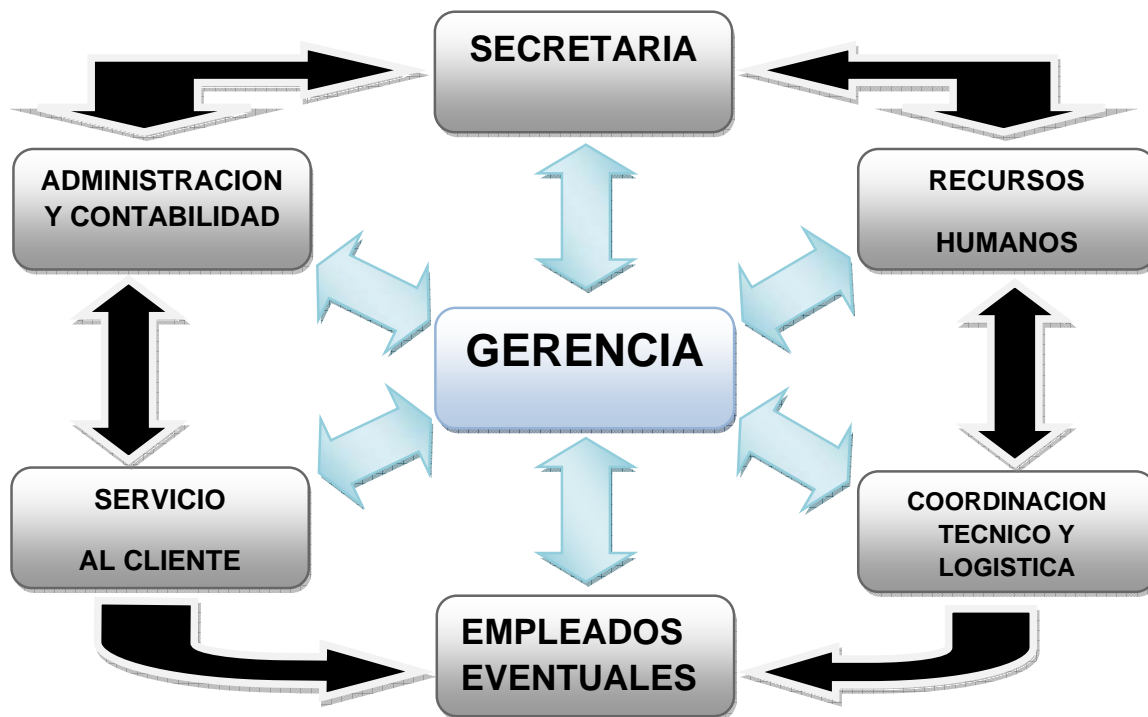 SECRETARIA
ADMINISTRACION
Y CONTABILIDAD
RECURSOS
HUMANOS
GERENCIA
SERVICIO
AL CLIENTE
COORDINACION
TECNICO Y
LOGISTICA
EMPLEADOS
EVENTUALES